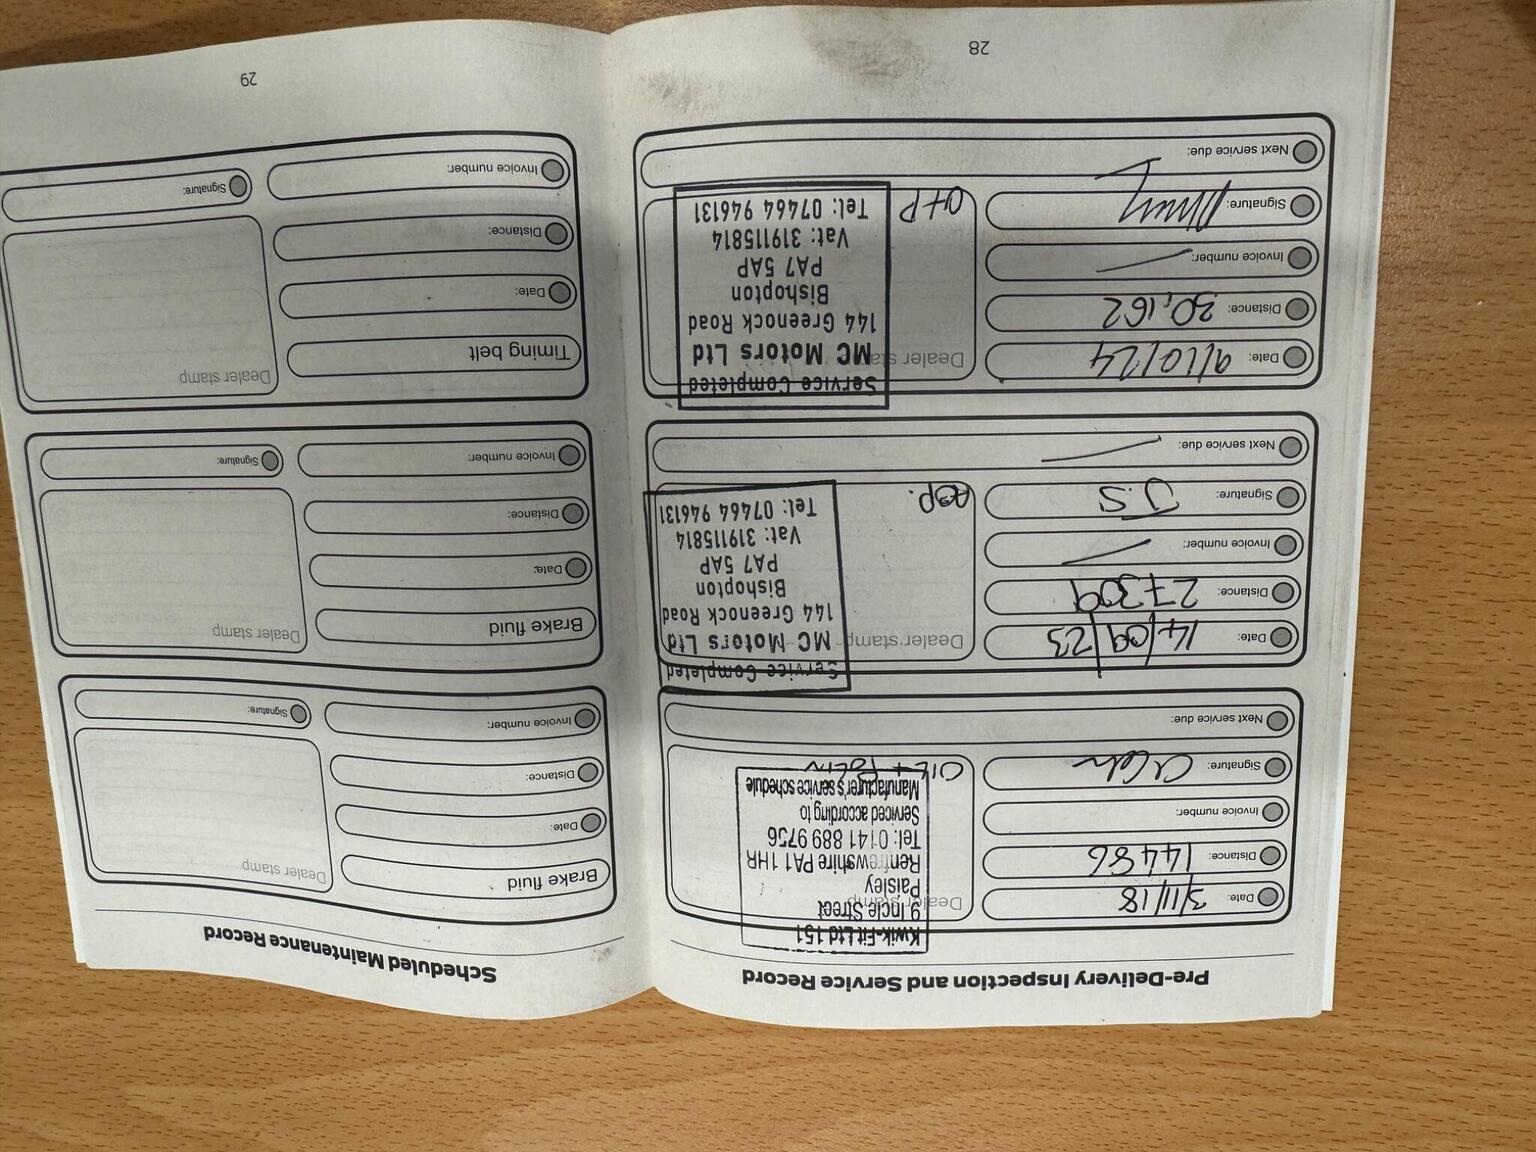 Pre-Delivery Inspection and Service Record
Date: 3/11/18
Distance: 14486
Invoice number:
Signature:
Next service due:
Dealer stamp
Kwik-Fit Ltd 151
9 Incle Street
Paisley
Renfrewshire PA1 1HR
Tel: 0141 889 9756
Serviced according to
Manufacturer's service schedule
OIL +
Date: 14/09/23
Distance: 27309
Invoice number:
Signature: J.S
Next service due:
Dealer stamp
Service Completed
MC Motors Ltd
144 Greenock Road
Bishopton
PA7 5AP
Vat: 319115814
Tel: 07464 946131
Date: 9/10/24
Distance: 30,162
Invoice number:
Signature:
Next service due:
Dealer sta
Service Completed
MC Motors Ltd
144 Greenock Road
Bishopton
PA7 5AP
Vat: 319115814
Tel: 07464 946131
O+P
28
Scheduled Maintenance Record
Brake fluid
Date:
Distance:
Invoice number:
Signature:
Dealer stamp
Brake fluid
Date:
Distance:
Invoice number:
Signature:
Dealer stamp
Timing belt
Date:
Distance:
Invoice number:
Signature:
Dealer stamp
29